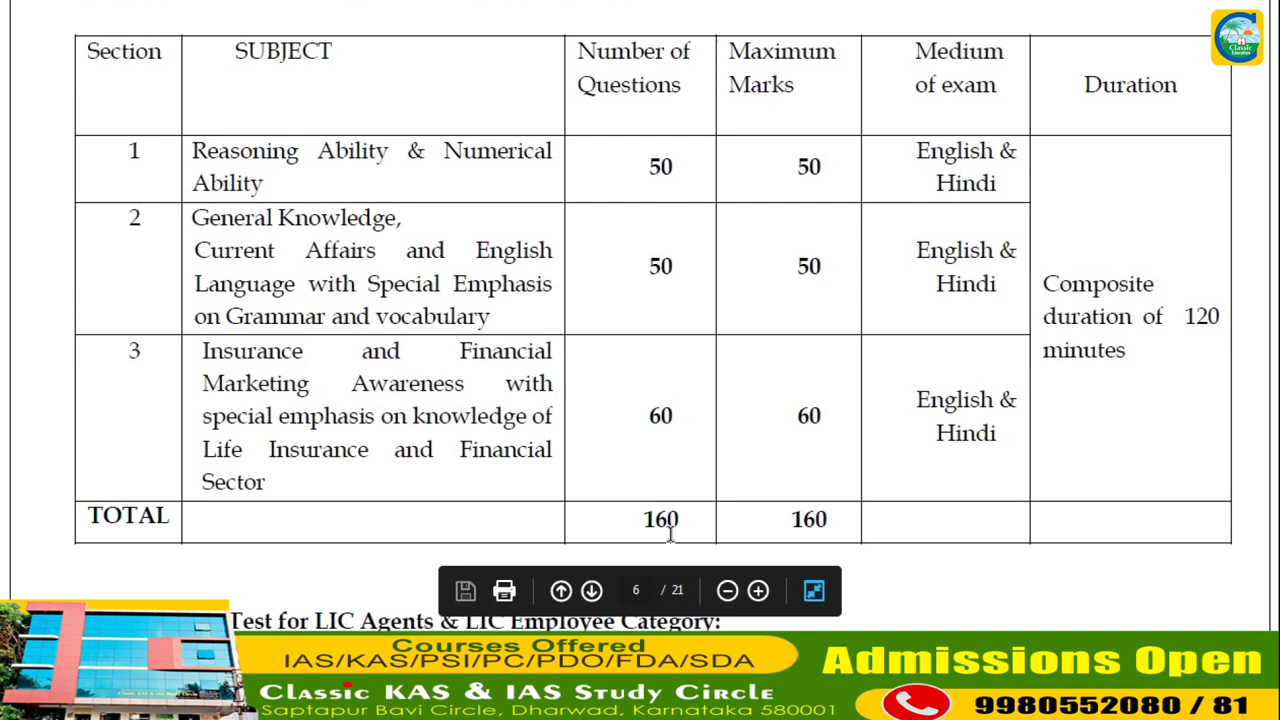 Section SUBJECT Number of Questions Maximum Marks Medium of exam Duration
1 Reasoning Ability & Numerical Ability 50 50 English & Hindi
2 General Knowledge,
Current Affairs and English
Language with Special Emphasis
on Grammar and vocabulary 50 50 English & Hindi
3 Insurance and Financial
Marketing Awareness with
special emphasis on knowledge of
Life Insurance and Financial
Sector 60 60 English & Hindi
Composite
duration of 120
minutes
TOTAL 160 160
6 / 21
Test for LIC Agents & LIC Employee Category:
Courses Offered
IAS/KAS/PSI/PC/PDO/FDA/SDA
Classic KAS & IAS Study Circle
Saptapur Bavi Circle, Dharwad, Karnataka 580001
Admissions Open
9980552080 / 81
Classic